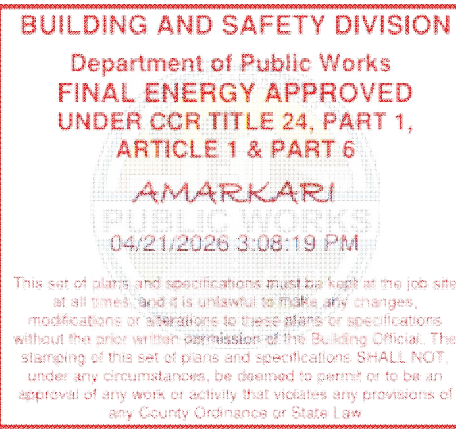 BUILDING AND SAFETY DIVISION
Department of Public Works
FINAL ENERGY APPROVED
UNDER CCR TITLE 24, PART 1,
ARTICLE 1 & PART 6
AMARKARI
PUBLIC WORKS
04/21/2026 3:08:19 PM
This set of plans and specifications must be kept at the job site
at all times, and it is unlawful to make any changes,
modifications or alterations to these plans or specifications
without the prior written permission of the Building Official. The
stamping of this set of plans and specifications SHALL NOT,
under any circumstances, be deemed to permit or to be an
approval of any work or activity that violates any provisions of
any County Ordinance or State Law